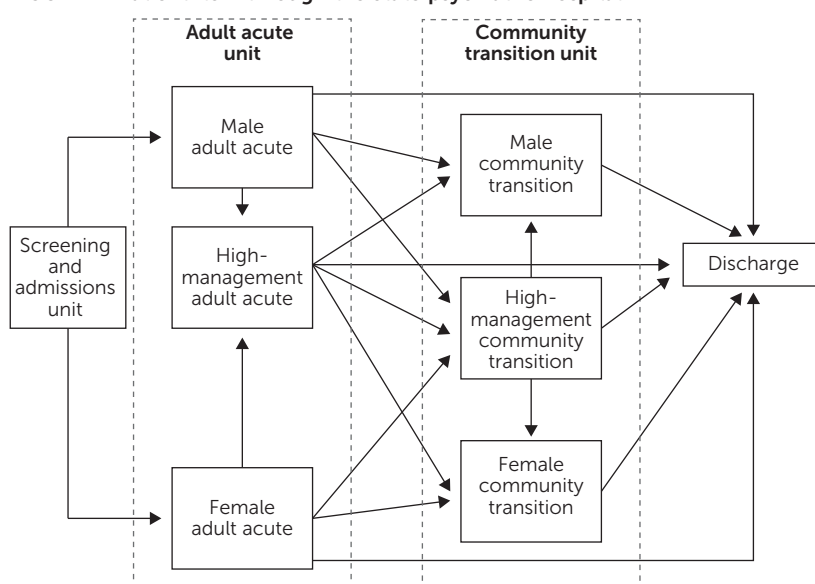 Adult acute
unit
Community
transition unit
Male
adult acute
Male
community
transition
Screening
and
admissions
unit
High-
management
adult acute
Discharge
High-
management
community
transition
Female
adult acute
Female
community
transition